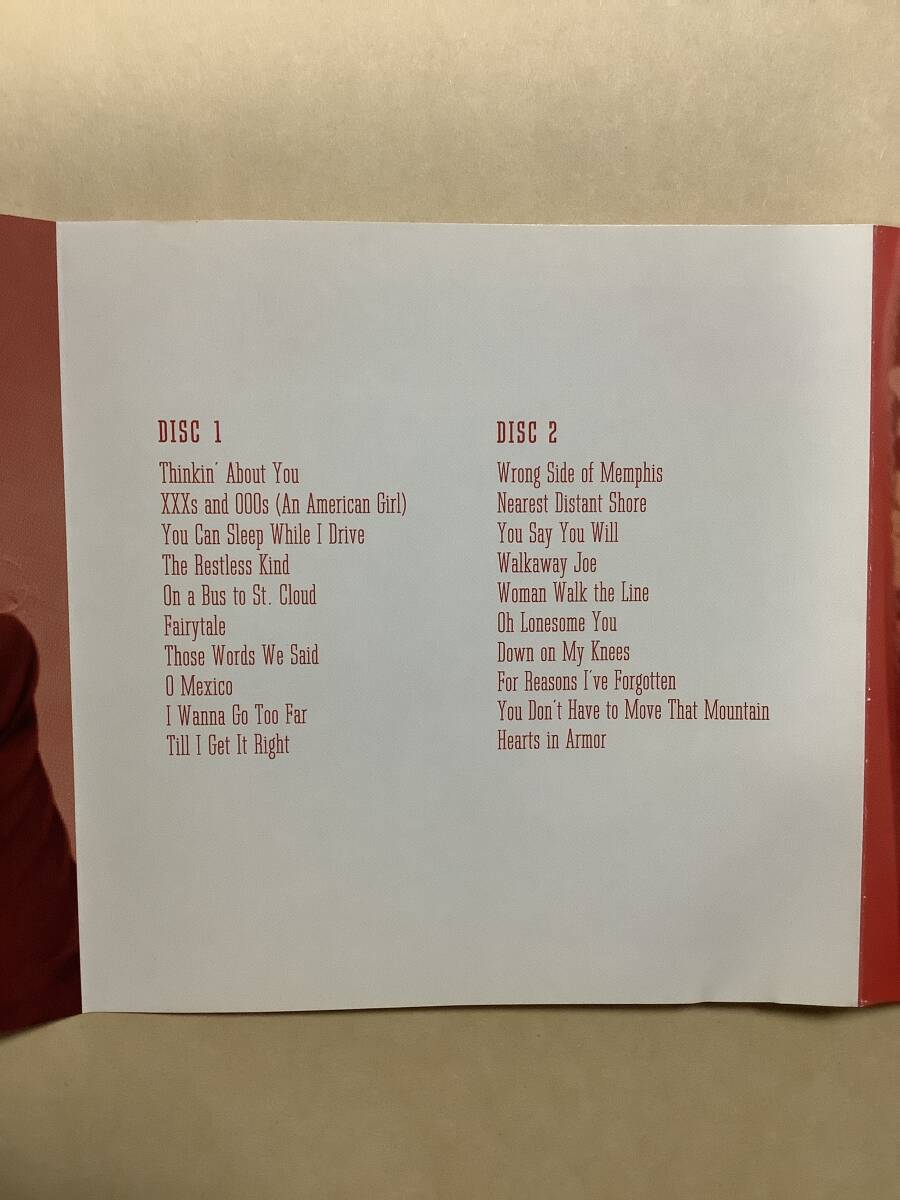 DISC 1
Thinkin' About You
XXXs and OOOs (An American Girl)
You Can Sleep While I Drive
The Restless Kind
On a Bus to St. Cloud
Fairytale
Those Words We Said
O Mexico
I Wanna Go Too Far
Till I Get It Right
DISC 2
Wrong Side of Memphis
Nearest Distant Shore
You Say You Will
Walkaway Joe
Woman Walk the Line
Oh Lonesome You
Down on My Knees
For Reasons I've Forgotten
You Don't Have to Move That Mountain
Hearts in Armor